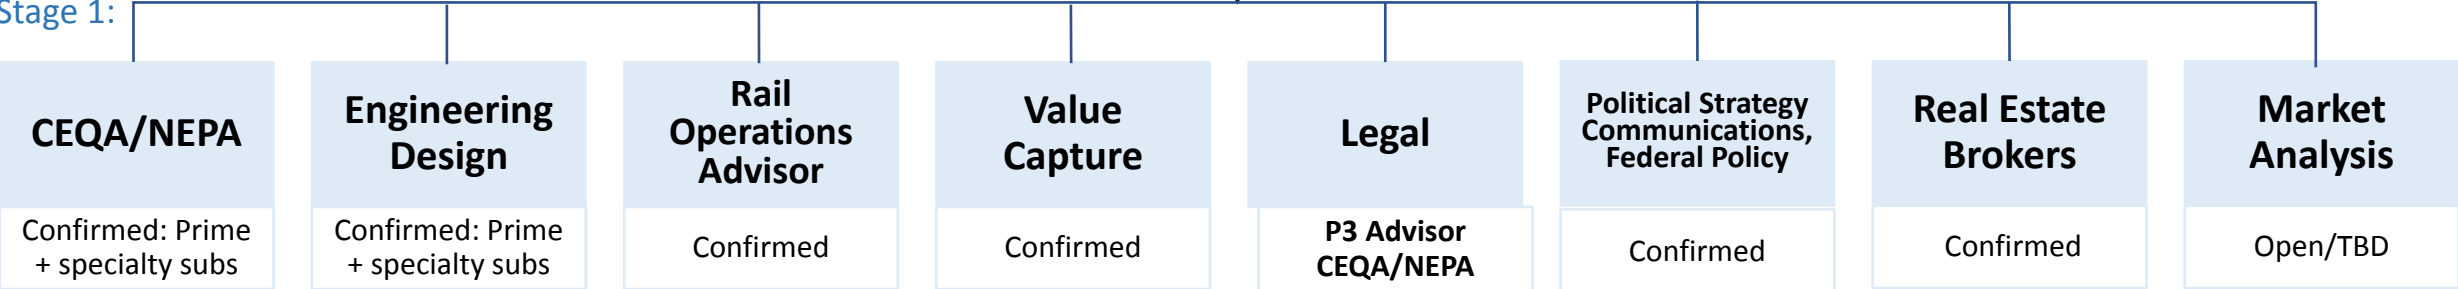 Stage 1:
CEQA/NEPA
Confirmed: Prime
+ specialty subs
Engineering
Design
Confirmed: Prime
+ specialty subs
Rail
Operations
Advisor
Confirmed
Value
Capture
Confirmed
Legal
P3 Advisor
CEQA/NEPA
Political Strategy
Communications,
Federal Policy
Confirmed
Real Estate
Brokers
Confirmed
Market
Analysis
Open/TBD